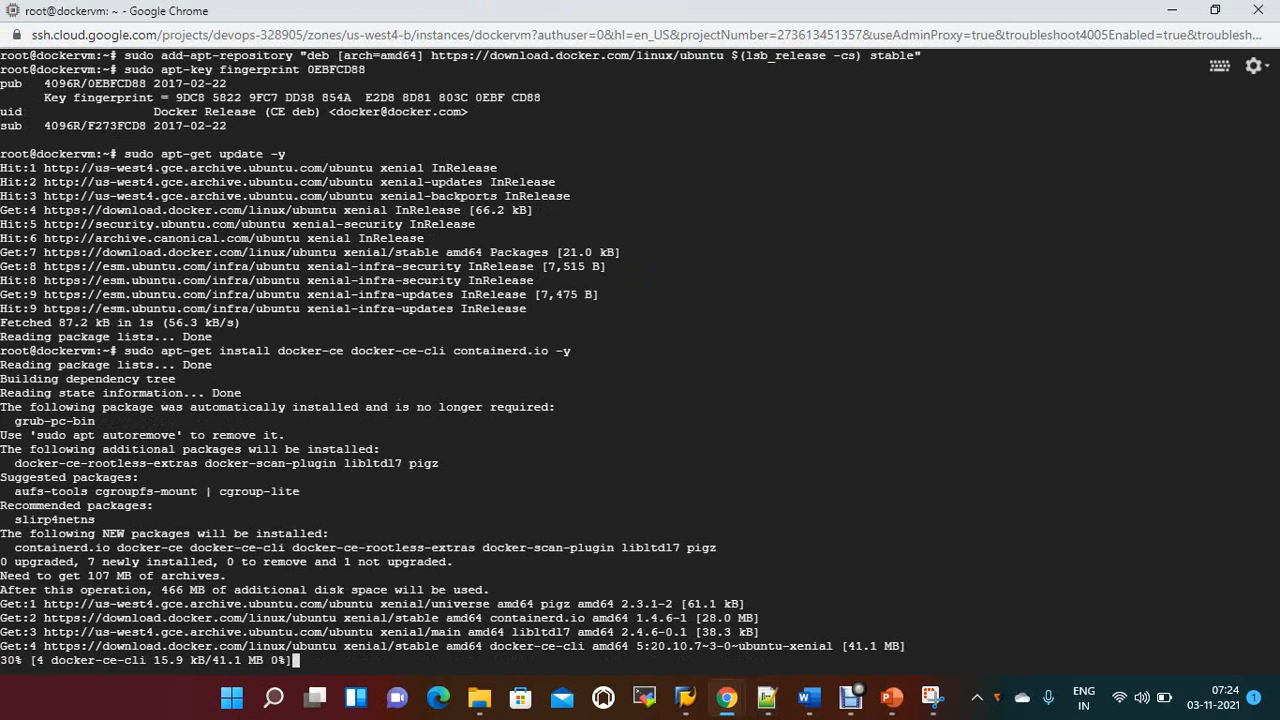 root@dockervm: ~ - Google Chrome
ssh.cloud.google.com/projects/devops-328905/zones/us-west4-b/instances/dockervm?authuser=0&hl=en_US&projectNumber=273613451357&useAdminProxy=true&troubleshoot4005Enabled=true&troubleshoot...
root@dockervm:~# sudo add-apt-repository "deb [arch=amd64] https://download.docker.com/linux/ubuntu $(lsb_release -cs) stable"
root@dockervm:~# sudo apt-key fingerprint 0EBFCD88
pub   4096R/0EBFCD88 2017-02-22
      Key fingerprint = 9DC8 5822 9FC7 DD38 854A  E2D8 8D81 803C 0EBF CD88
uid                  Docker Release (CE deb) <docker@docker.com>
sub   4096R/F273FCD8 2017-02-22
root@dockervm:~# sudo apt-get update -y
Hit:1 http://us-west4.gce.archive.ubuntu.com/ubuntu xenial InRelease
Hit:2 http://us-west4.gce.archive.ubuntu.com/ubuntu xenial-updates InRelease
Hit:3 http://us-west4.gce.archive.ubuntu.com/ubuntu xenial-backports InRelease
Get:4 https://download.docker.com/linux/ubuntu xenial InRelease [66.2 kB]
Hit:5 http://security.ubuntu.com/ubuntu xenial-security InRelease
Hit:6 http://archive.canonical.com/ubuntu xenial InRelease
Get:7 https://download.docker.com/linux/ubuntu xenial/stable amd64 Packages [21.0 kB]
Get:8 https://esm.ubuntu.com/infra/ubuntu xenial-infra-security InRelease [7,515 B]
Hit:8 https://esm.ubuntu.com/infra/ubuntu xenial-infra-security InRelease
Get:9 https://esm.ubuntu.com/infra/ubuntu xenial-infra-updates InRelease [7,475 B]
Hit:9 https://esm.ubuntu.com/infra/ubuntu xenial-infra-updates InRelease
Fetched 87.2 kB in 1s (56.3 kB/s)
Reading package lists... Done
root@dockervm:~# sudo apt-get install docker-ce docker-ce-cli containerd.io -y
Reading package lists... Done
Building dependency tree
Reading state information... Done
The following package was automatically installed and is no longer required:
  grub-pc-bin
Use 'sudo apt autoremove' to remove it.
The following additional packages will be installed:
  docker-ce-rootless-extras docker-scan-plugin libltdl7 pigz
Suggested packages:
  aufs-tools cgroupfs-mount | cgroup-lite
Recommended packages:
  slirp4netns
The following NEW packages will be installed:
  containerd.io docker-ce docker-ce-cli docker-ce-rootless-extras docker-scan-plugin libltdl7 pigz
0 upgraded, 7 newly installed, 0 to remove and 1 not upgraded.
Need to get 107 MB of archives.
After this operation, 466 MB of additional disk space will be used.
Get:1 http://us-west4.gce.archive.ubuntu.com/ubuntu xenial/universe amd64 pigz amd64 2.3.1-2 [61.1 kB]
Get:2 https://download.docker.com/linux/ubuntu xenial/stable amd64 containerd.io amd64 1.4.6-1 [28.0 MB]
Get:3 http://us-west4.gce.archive.ubuntu.com/ubuntu xenial/main amd64 libltdl7 amd64 2.4.6-0.1 [38.3 kB]
Get:4 https://download.docker.com/linux/ubuntu xenial/stable amd64 docker-ce-cli amd64 5:20.10.7~3-0~ubuntu-xenial [41.1 MB]
30% [4 docker-ce-cli 15.9 kB/41.1 MB 0%]
ENG
IN
07:24
03-11-2021
1